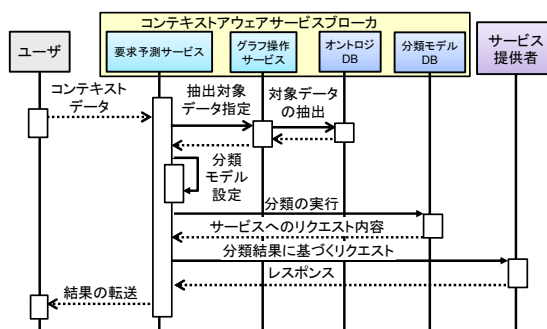 コンテキストアウェアサービスブローカ
ユーザ
要求予測サービス
グラフ操作
サービス
オントロジ
DB
分類モデル
DB
サービス
提供者
コンテキスト
データ
抽出対象
データ指定
対象データ
の抽出
分類
モデル
設定
分類の実行
サービスへのリクエスト内容
分類結果に基づくリクエスト
レスポンス
結果の転送